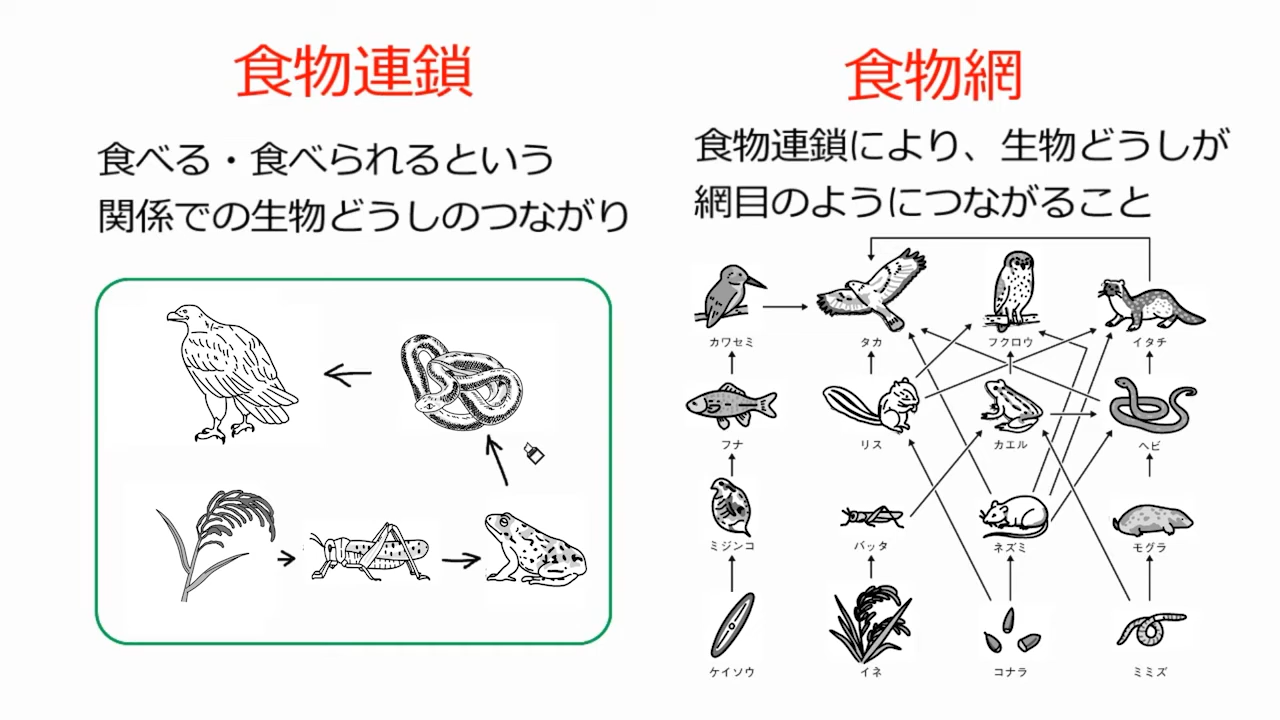 食物連鎖
食べる・食べられるという
関係での生物どうしのつながり
食物網
食物連鎖により、生物どうしが
網目のようにつながること
カワセミ
タカ
フクロウ
イタチ
フナ
リス
カエル
ヘビ
ミジンコ
バッタ
ネズミ
モグラ
ケイソウ
イネ
コナラ
ミミズ